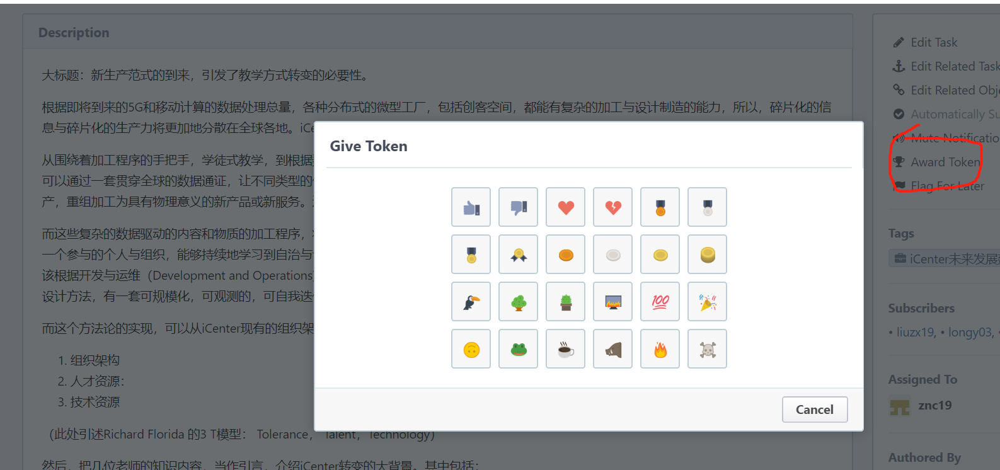 Description
大标题：新生产范式的到来，引发了教学方式转变的必要性。
根据即将到来的5G和移动计算的数据处理总量，各种分布式的微型工厂，包括创客空间，都能有复杂的加工与设计制造的能力，所以，碎片化的信
息与碎片化的生产力将更加地分散在全球各地。iCe
从围绕着加工程序的手把手，学徒式教学，到根据
可以通过一套贯穿全球的数据通证，让不同类型的
产，重组加工为具有物理意义的新产品或新服务。
而这些复杂的数据驱动的内容和物质的加工程序，
一个参与的个人与组织，能够持续地学习到自治与
该根据开发与运维（Development and Operations
设计方法，有一套可规模化，可观测的，可自我迭
而这个方法论的实现，可以从iCenter现有的组织架
1. 组织架构
2. 人才资源：
3. 技术资源
（此处引述Richard Florida 的3 T模型： Tolerance， Talent，Technology）
然后，把几位老师的知识内容，当作引言，介绍iCenter转变的大背景。其中包括：
Give Token
100
Cancel
Edit Task
Edit Related Task
Edit Related Obje
Automatically Su
Mute Notificatio
Award Token
Flag For Later
Tags
iCenter未来发展
Subscribers
• liuzx19, • longy03, •
Assigned To
znc19
Authored By